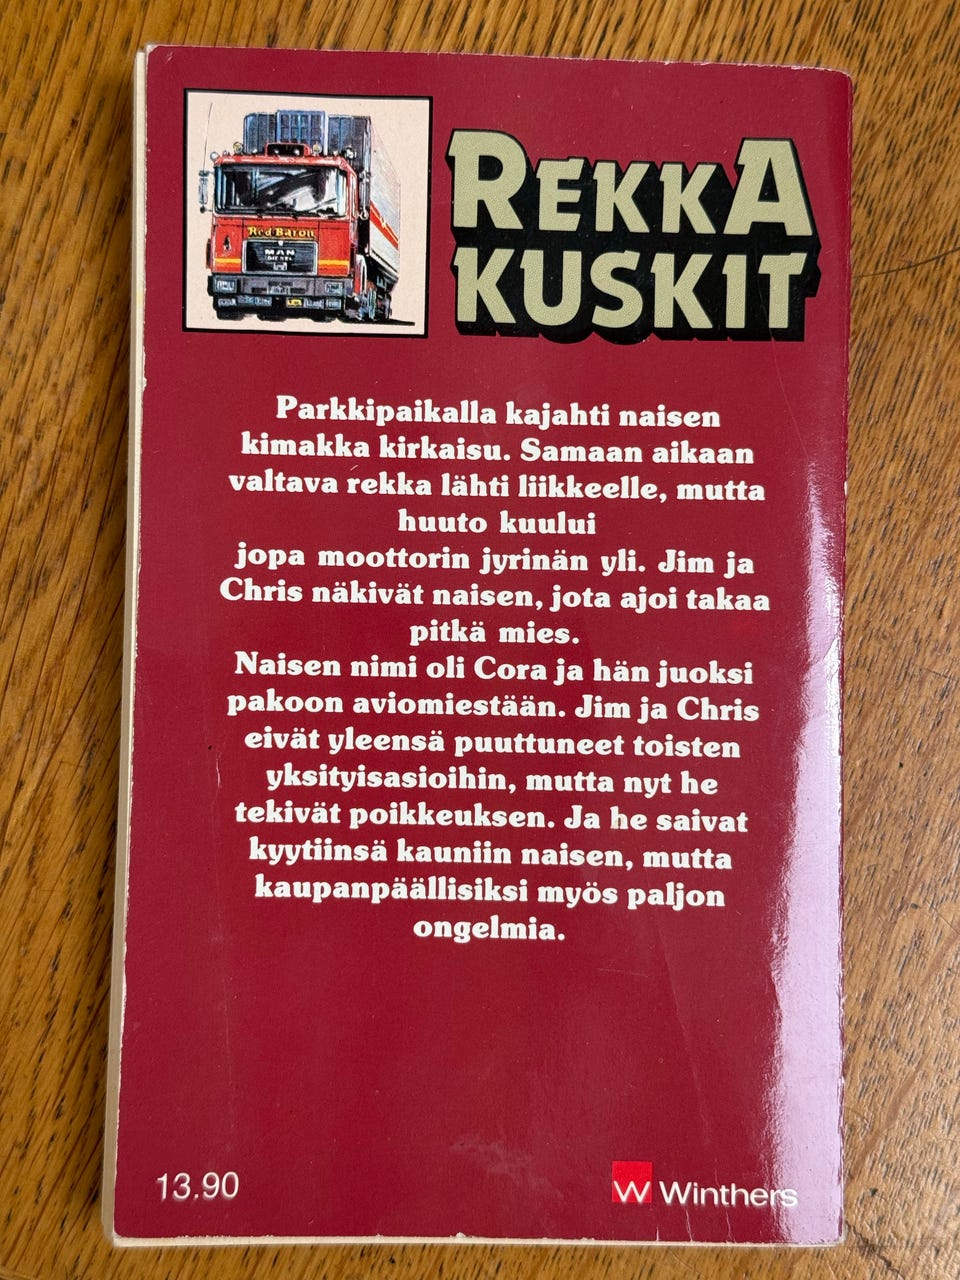 REKKA
KUSKIT
Red Baron
MAN
DIESEL
Parkkipaikalla kajahti naisen
kimakka kirkaisu. Samaan aikaan
valtava rekka lähti liikkeelle, mutta
huuto kuului
jopa moottorin jyrinän yli. Jim ja
Chris näkivät naisen, jota ajoi takaa
pitkä mies.
Naisen nimi oli Cora ja hän juoksi
pakoon aviomiestään. Jim ja Chris
eivät yleensä puuttuneet toisten
yksityisasioihin, mutta nyt he
tekivät poikkeuksen. Ja he saivat
kyytiinsä kauniin naisen, mutta
kaupanpäällisiksi myös paljon
ongelmia.
13.90
W Winthers